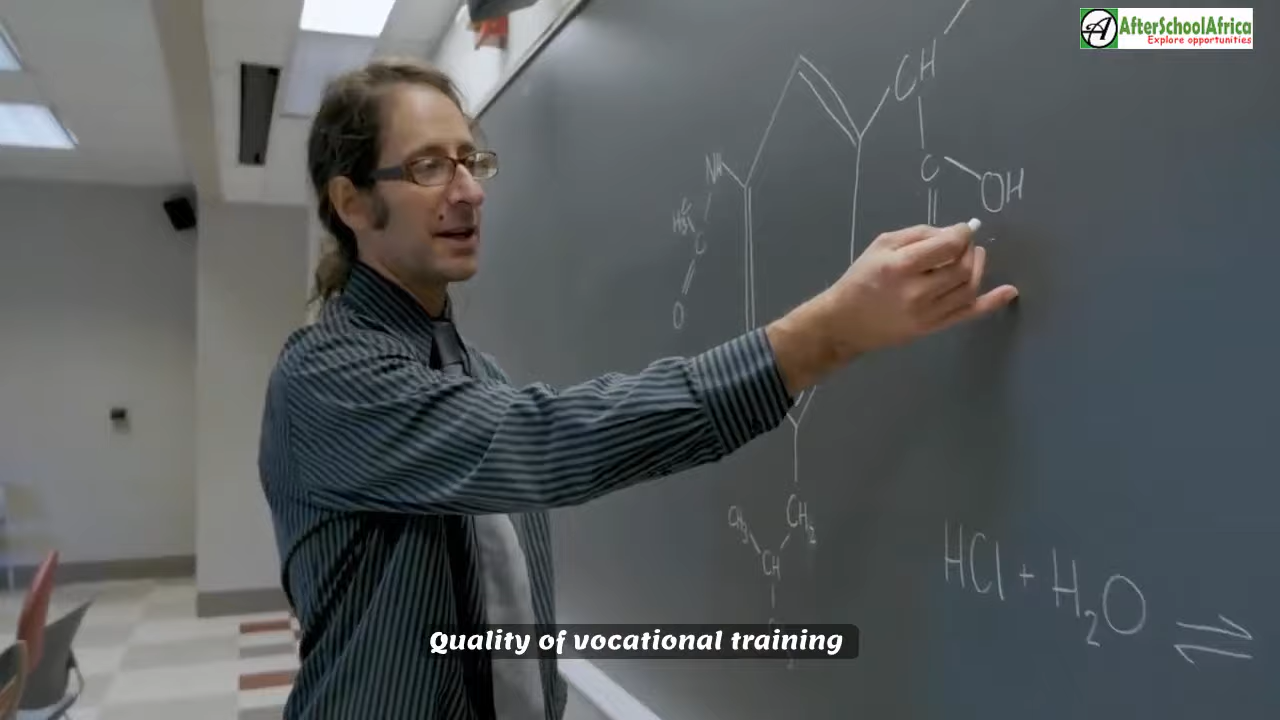 AfterSchoolAfrica
Explore opportunities
CH
C
OH
NH
C
O
CH3
CH2
CH
HCl + H2O ⇌
Quality of vocational training